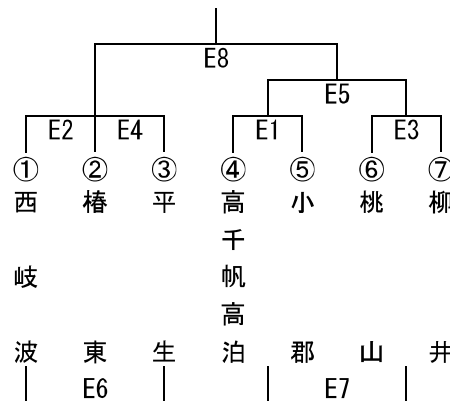 E8
E5
E2 E4 E1 E3
① ② ③ ④ ⑤ ⑥ ⑦
西岐波
椿東
平生
高千帆高泊
小郡
桃山
柳井
E6 E7